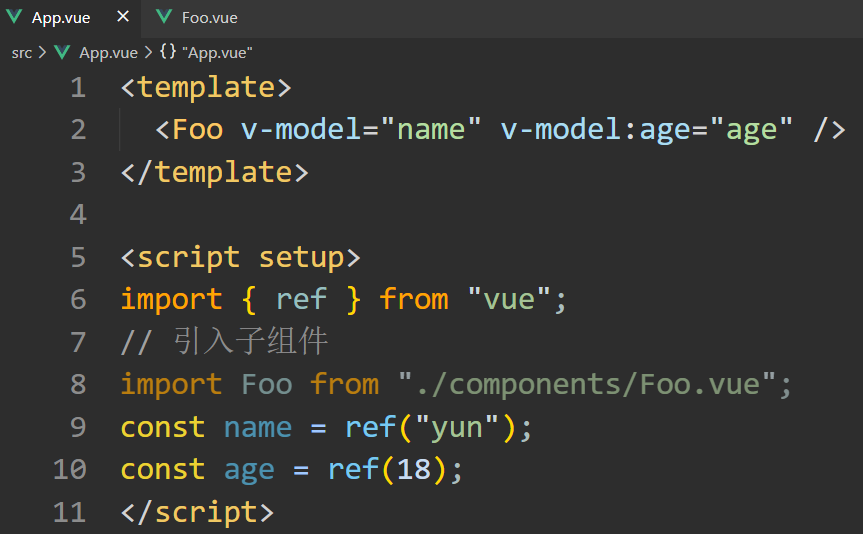 App.vue × Foo.vue
src > App.vue > {} "App.vue"
1 <template>
2   <Foo v-model="name" v-model:age="age" />
3 </template>
4
5 <script setup>
6 import { ref } from "vue";
7 // 引入子组件
8 import Foo from "./components/Foo.vue";
9 const name = ref("yun");
10 const age = ref(18);
11 </script>